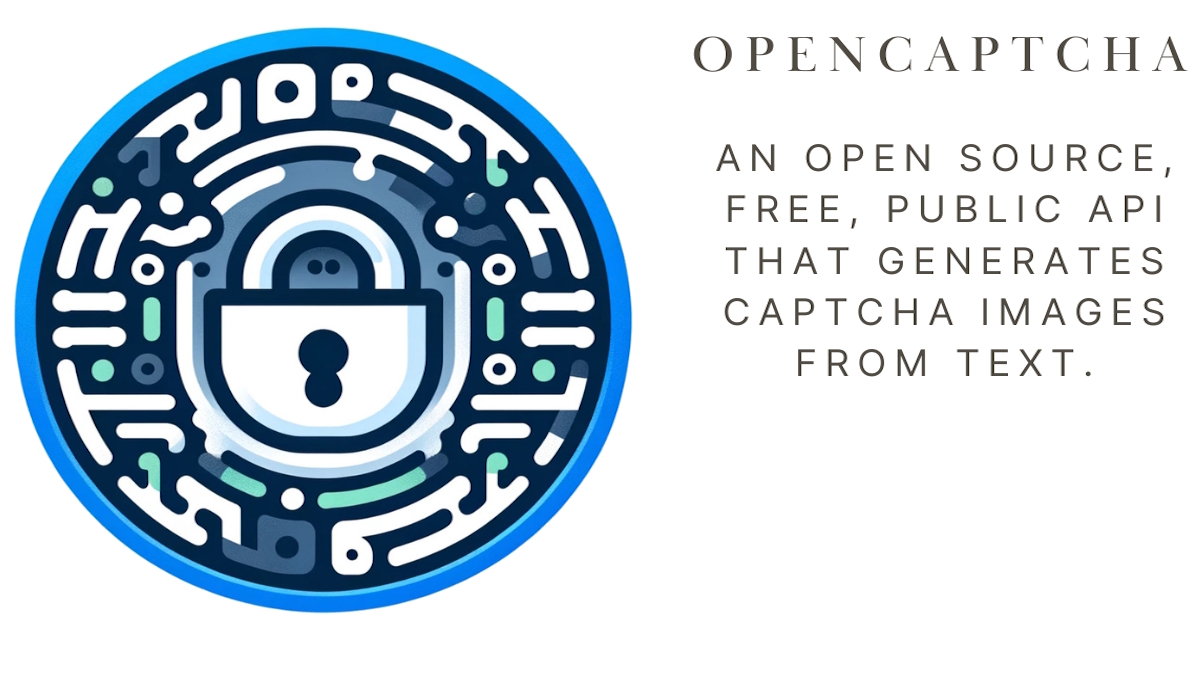 OPENCAPTCHA
AN OPEN SOURCE,
FREE, PUBLIC API
THAT GENERATES
CAPTCHA IMAGES
FROM TEXT.